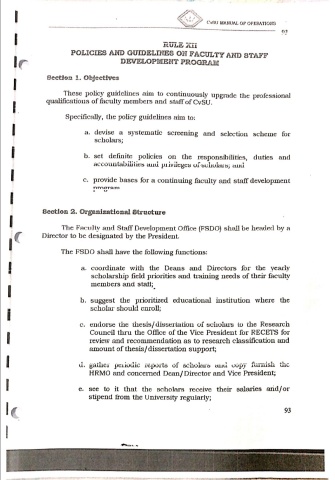 CvSU MANUAL OF OPERATIONS
93
RULE XII
POLICIES AND GUIDELINES ON FACULTY AND STAFF
DEVELOPMENT PROGRAM
Section 1. Objectives
These policy guidelines aim to continuously upgrade the professional
qualifications of faculty members and staff of CvSU.
Specifically, the policy guidelines aim to:
a. devise a systematic screening and selection scheme for
scholars;
b. set definite policies on the responsibilities, duties and
accountabilities and privileges of scholars; and
c. provide bases for a continuing faculty and staff development
program
Section 2. Organizational Structure
The Faculty and Staff Development Office (FSDO) shall be headed by a
Director to be designated by the President.
The FSDO shall have the following functions:
a. coordinate with the Deans and Directors for the yearly
scholarship field priorities and training needs of their faculty
members and staff;
b. suggest the prioritized educational institution where the
scholar should enroll;
c. endorse the thesis/dissertation of scholars to the Research
Council thru the Office of the Vice President for RECETS for
review and recommendation as to research classification and
amount of thesis/dissertation support;
d. gather periodic reports of scholars and copy furnish the
HRMO and concerned Dean/Director and Vice President;
e. see to it that the scholars receive their salaries and/or
stipend from the University regularly;
93